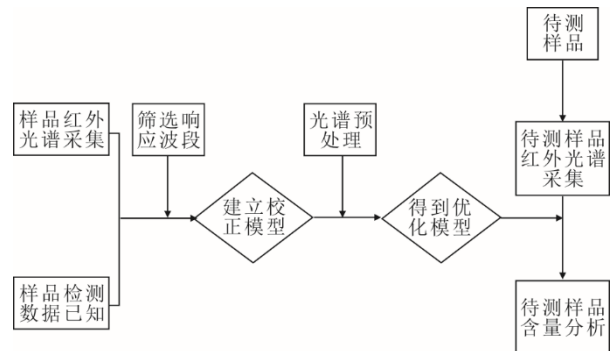 待测
样品
样品红外
光谱采集
筛选响
应波段
光谱预
处理
待测样品
红外光谱
采集
建立校
正模型
得到优
化模型
样品检测
数据已知
待测样品
含量分析